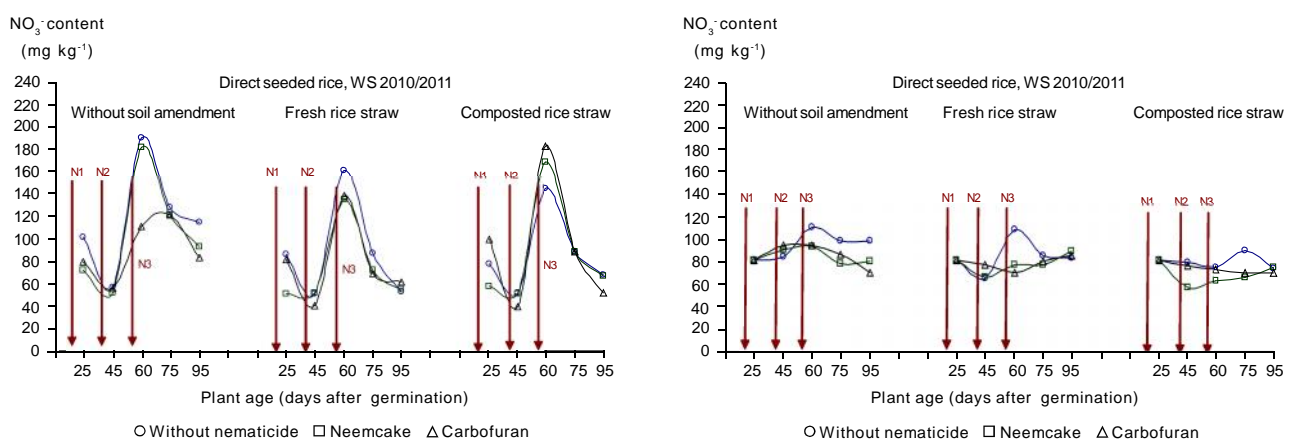 NO3- content
(mg kg-1)
240
220
200
180
160
140
120
100
80
60
40
20
0
Direct seeded rice, WS 2010/2011
Without soil amendment
Fresh rice straw
Composted rice straw
N1 N2
N3
N1 N2
N3
N1 N2
N3
25 45 60 75 95
25 45 60 75 95
25 45 60 75 95
Plant age (days after germination)
Without nematicide Neemcake Carbofuran
NO3- content
(mg kg-1)
240
220
200
180
160
140
120
100
80
60
40
20
0
Direct seeded rice, WS 2010/2011
Without soil amendment
Fresh rice straw
Composted rice straw
N1 N2 N3
N1 N2 N3
N1 N2 N3
25 45 60 75 95
25 45 60 75 95
25 45 60 75 95
Plant age (days after germination)
Without nematicide Neemcake Carbofuran